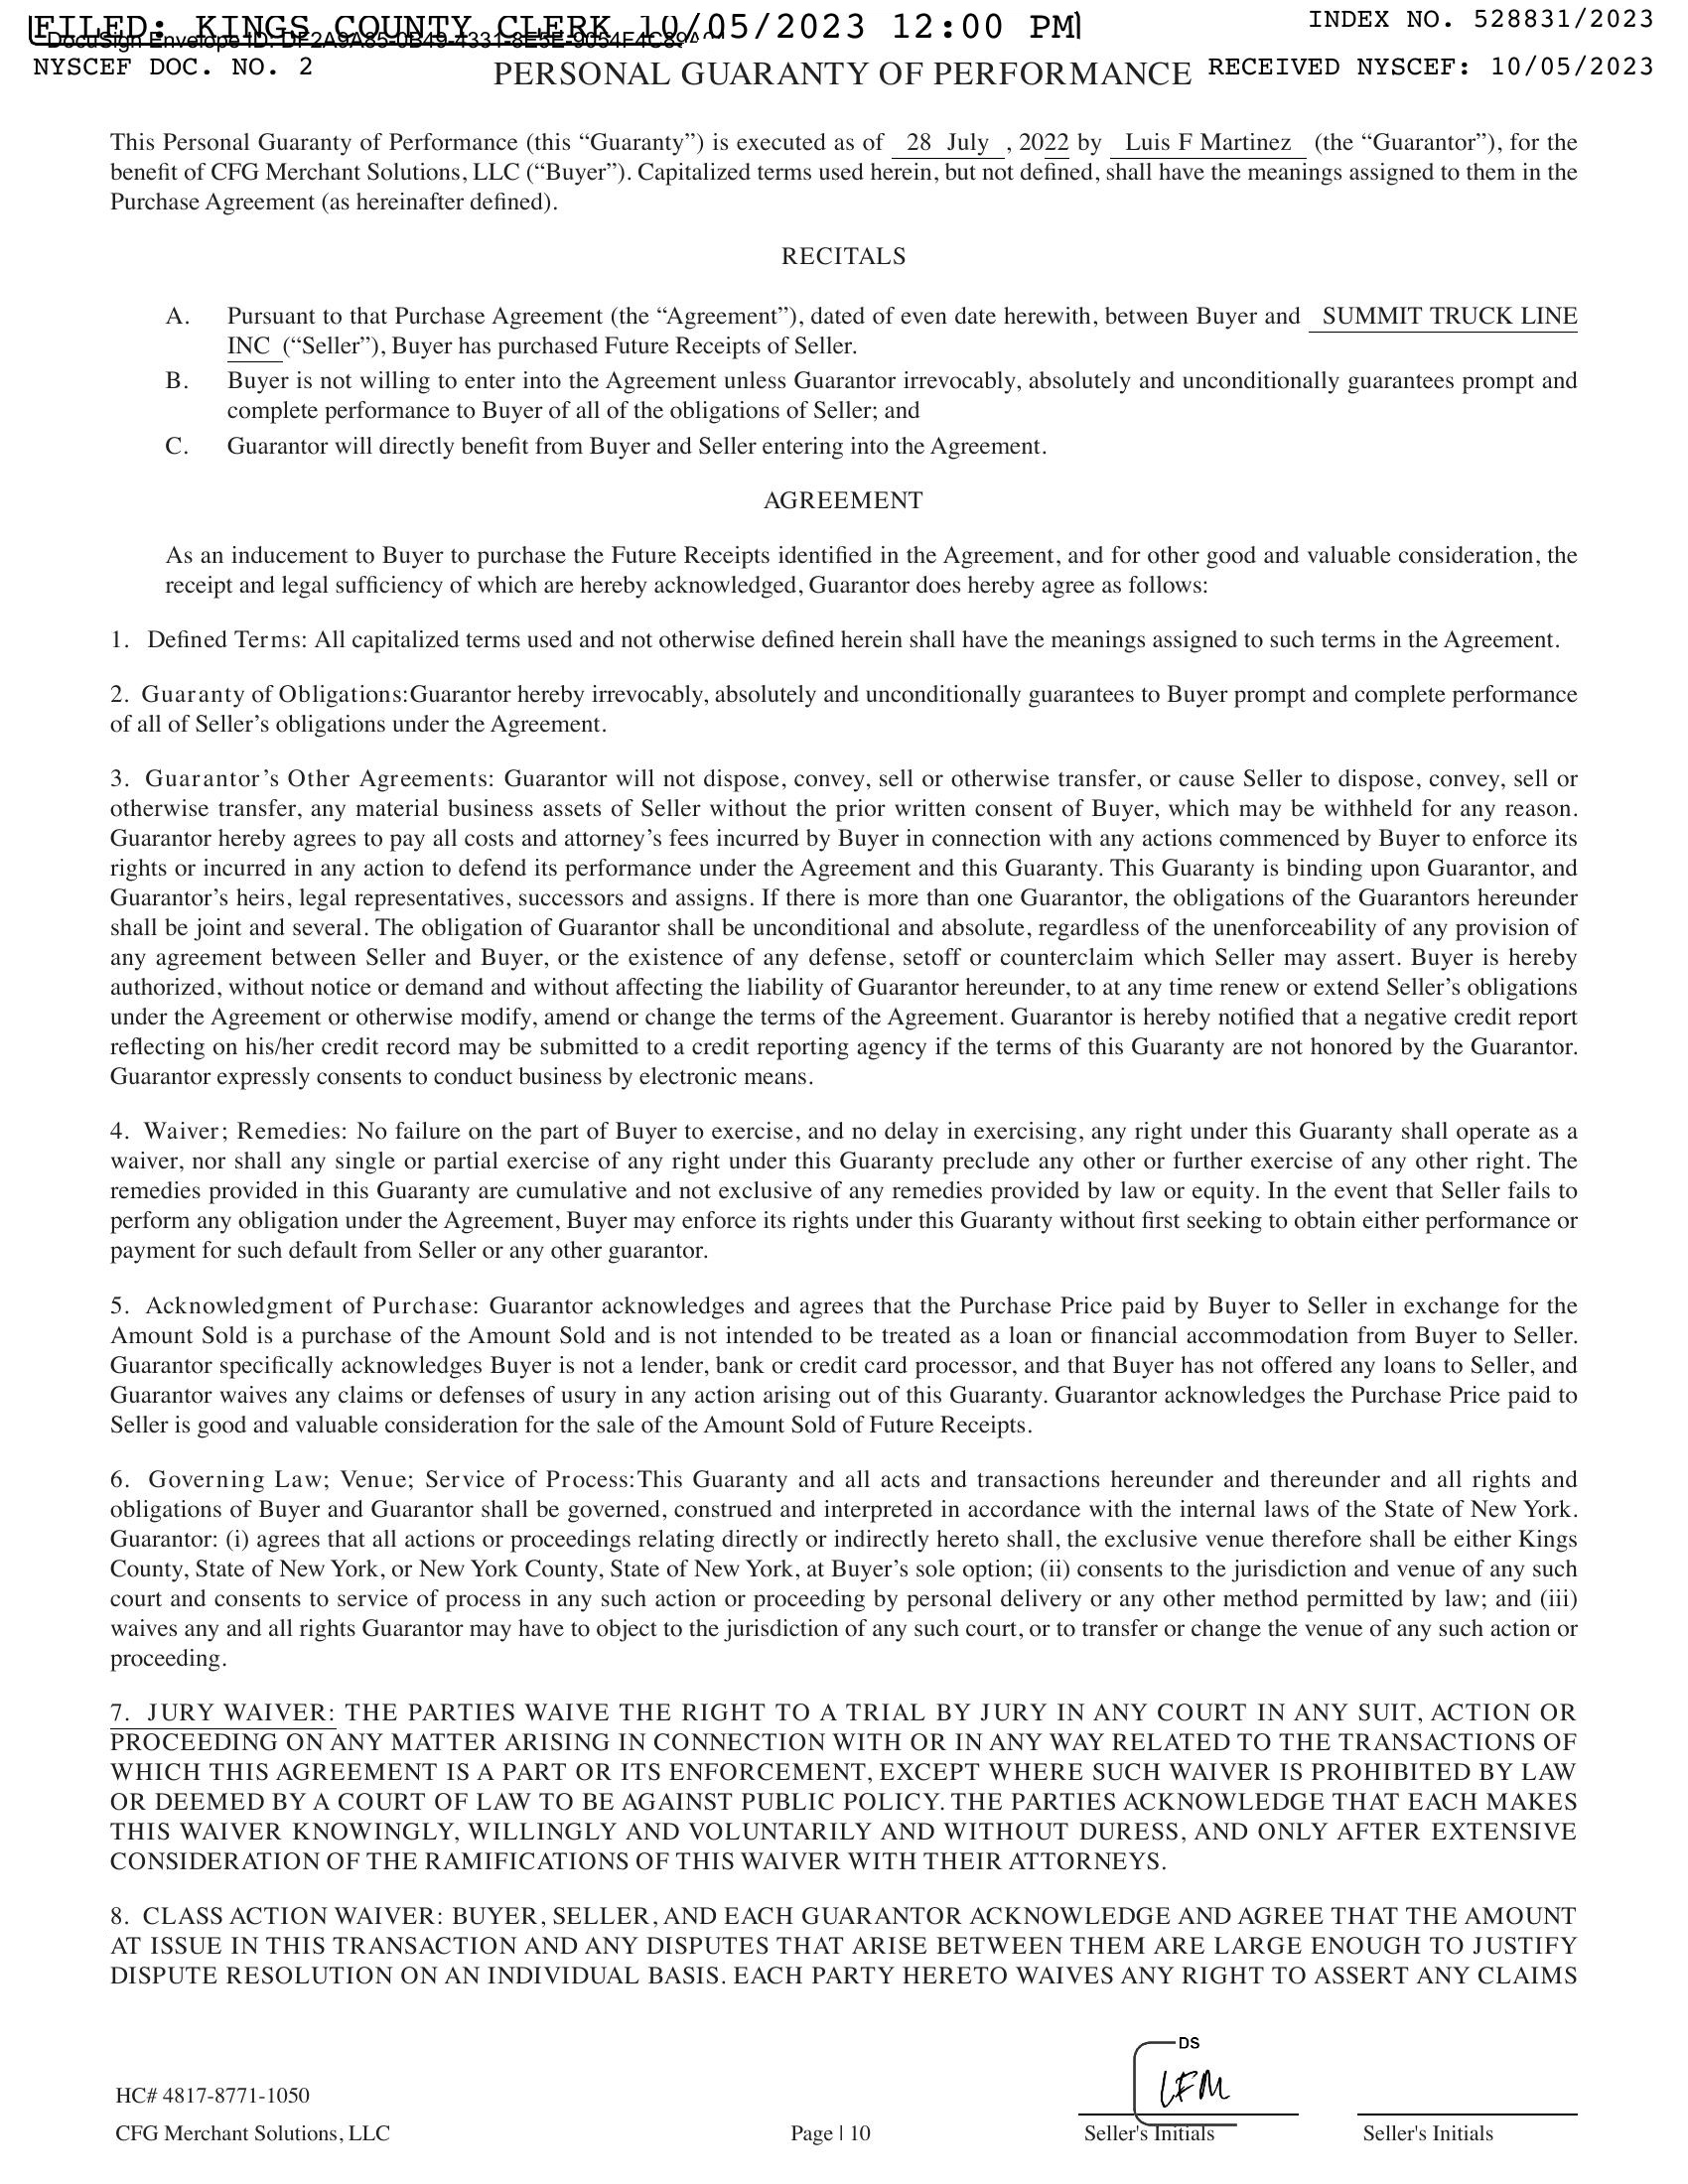 FILED: KINGS COUNTY CLERK 10/05/2023 12:00 PM
INDEX NO. 528831/2023
NYSCEF DOC. NO. 2
PERSONAL GUARANTY OF PERFORMANCE
RECEIVED NYSCEF: 10/05/2023
This Personal Guaranty of Performance (this “Guaranty”) is executed as of 28 July , 2022 by Luis F Martinez (the “Guarantor”), for the
benefit of CFG Merchant Solutions, LLC (“Buyer”). Capitalized terms used herein, but not defined, shall have the meanings assigned to them in the
Purchase Agreement (as hereinafter defined).
RECITALS
A. Pursuant to that Purchase Agreement (the “Agreement”), dated of even date herewith, between Buyer and SUMMIT TRUCK LINE
INC (“Seller”), Buyer has purchased Future Receipts of Seller.
B. Buyer is not willing to enter into the Agreement unless Guarantor irrevocably, absolutely and unconditionally guarantees prompt and
complete performance to Buyer of all of the obligations of Seller; and
C. Guarantor will directly benefit from Buyer and Seller entering into the Agreement.
AGREEMENT
As an inducement to Buyer to purchase the Future Receipts identified in the Agreement, and for other good and valuable consideration, the
receipt and legal sufficiency of which are hereby acknowledged, Guarantor does hereby agree as follows:
1. Defined Terms: All capitalized terms used and not otherwise defined herein shall have the meanings assigned to such terms in the Agreement.
2. Guaranty of Obligations:Guarantor hereby irrevocably, absolutely and unconditionally guarantees to Buyer prompt and complete performance
of all of Seller’s obligations under the Agreement.
3. Guarantor’s Other Agreements: Guarantor will not dispose, convey, sell or otherwise transfer, or cause Seller to dispose, convey, sell or
otherwise transfer, any material business assets of Seller without the prior written consent of Buyer, which may be withheld for any reason.
Guarantor hereby agrees to pay all costs and attorney’s fees incurred by Buyer in connection with any actions commenced by Buyer to enforce its
rights or incurred in any action to defend its performance under the Agreement and this Guaranty. This Guaranty is binding upon Guarantor, and
Guarantor’s heirs, legal representatives, successors and assigns. If there is more than one Guarantor, the obligations of the Guarantors hereunder
shall be joint and several. The obligation of Guarantor shall be unconditional and absolute, regardless of the unenforceability of any provision of
any agreement between Seller and Buyer, or the existence of any defense, setoff or counterclaim which Seller may assert. Buyer is hereby
authorized, without notice or demand and without affecting the liability of Guarantor hereunder, to at any time renew or extend Seller’s obligations
under the Agreement or otherwise modify, amend or change the terms of the Agreement. Guarantor is hereby notified that a negative credit report
reflecting on his/her credit record may be submitted to a credit reporting agency if the terms of this Guaranty are not honored by the Guarantor.
Guarantor expressly consents to conduct business by electronic means.
4. Waiver; Remedies: No failure on the part of Buyer to exercise, and no delay in exercising, any right under this Guaranty shall operate as a
waiver, nor shall any single or partial exercise of any right under this Guaranty preclude any other or further exercise of any other right. The
remedies provided in this Guaranty are cumulative and not exclusive of any remedies provided by law or equity. In the event that Seller fails to
perform any obligation under the Agreement, Buyer may enforce its rights under this Guaranty without first seeking to obtain either performance or
payment for such default from Seller or any other guarantor.
5. Acknowledgment of Purchase: Guarantor acknowledges and agrees that the Purchase Price paid by Buyer to Seller in exchange for the
Amount Sold is a purchase of the Amount Sold and is not intended to be treated as a loan or financial accommodation from Buyer to Seller.
Guarantor specifically acknowledges Buyer is not a lender, bank or credit card processor, and that Buyer has not offered any loans to Seller, and
Guarantor waives any claims or defenses of usury in any action arising out of this Guaranty. Guarantor acknowledges the Purchase Price paid to
Seller is good and valuable consideration for the sale of the Amount Sold of Future Receipts.
6. Governing Law; Venue; Service of Process:This Guaranty and all acts and transactions hereunder and thereunder and all rights and
obligations of Buyer and Guarantor shall be governed, construed and interpreted in accordance with the internal laws of the State of New York.
Guarantor: (i) agrees that all actions or proceedings relating directly or indirectly hereto shall, the exclusive venue therefore shall be either Kings
County, State of New York, or New York County, State of New York, at Buyer’s sole option; (ii) consents to the jurisdiction and venue of any such
court and consents to service of process in any such action or proceeding by personal delivery or any other method permitted by law; and (iii)
waives any and all rights Guarantor may have to object to the jurisdiction of any such court, or to transfer or change the venue of any such action or
proceeding.
7. JURY WAIVER: THE PARTIES WAIVE THE RIGHT TO A TRIAL BY JURY IN ANY COURT IN ANY SUIT, ACTION OR
PROCEEDING ON ANY MATTER ARISING IN CONNECTION WITH OR IN ANY WAY RELATED TO THE TRANSACTIONS OF
WHICH THIS AGREEMENT IS A PART OR ITS ENFORCEMENT, EXCEPT WHERE SUCH WAIVER IS PROHIBITED BY LAW
OR DEEMED BY A COURT OF LAW TO BE AGAINST PUBLIC POLICY. THE PARTIES ACKNOWLEDGE THAT EACH MAKES
THIS WAIVER KNOWINGLY, WILLINGLY AND VOLUNTARILY AND WITHOUT DURESS, AND ONLY AFTER EXTENSIVE
CONSIDERATION OF THE RAMIFICATIONS OF THIS WAIVER WITH THEIR ATTORNEYS.
8. CLASS ACTION WAIVER: BUYER, SELLER, AND EACH GUARANTOR ACKNOWLEDGE AND AGREE THAT THE AMOUNT
AT ISSUE IN THIS TRANSACTION AND ANY DISPUTES THAT ARISE BETWEEN THEM ARE LARGE ENOUGH TO JUSTIFY
DISPUTE RESOLUTION ON AN INDIVIDUAL BASIS. EACH PARTY HERETO WAIVES ANY RIGHT TO ASSERT ANY CLAIMS
DS
LFM
HC# 4817-8771-1050
CFG Merchant Solutions, LLC
Page | 10
Seller's Initials
Seller's Initials